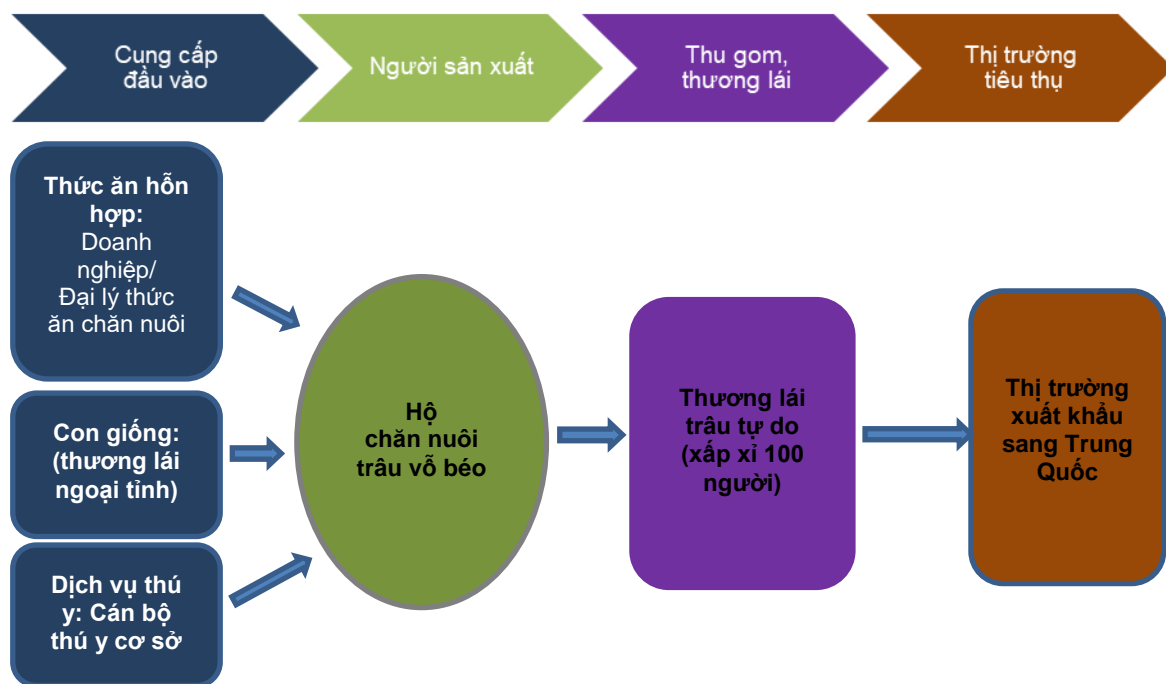 Cung cấp
đầu vào
Người sản xuất
Thu gom,
thương lái
Thị trường
tiêu thụ
Thức ăn hỗn
hợp:
Doanh
nghiệp/
Đại lý thức
ăn chăn nuôi
Con giống:
(thương lái
ngoại tỉnh)
Dịch vụ thú
y: Cán bộ
thú y cơ sở
Hộ
chăn nuôi
trâu vỗ béo
Thương lái
trâu tự do
(xấp xỉ 100
người)
Thị trường
xuất khẩu
sang Trung
Quốc